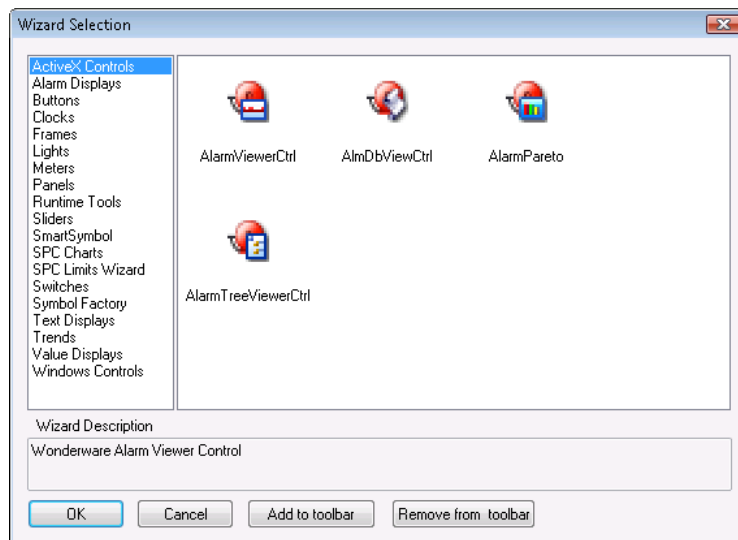 Wizard Selection
ActiveX Controls
Alarm Displays
Buttons
Clocks
Frames
Lights
Meters
Panels
Runtime Tools
Sliders
SmartSymbol
SPC Charts
SPC Limits Wizard
Switches
Symbol Factory
Text Displays
Trends
Value Displays
Windows Controls
AlarmViewerCtrl
AlmDbViewCtrl
AlarmPareto
AlarmTreeViewerCtrl
Wizard Description
Wonderware Alarm Viewer Control
OK
Cancel
Add to toolbar
Remove from toolbar